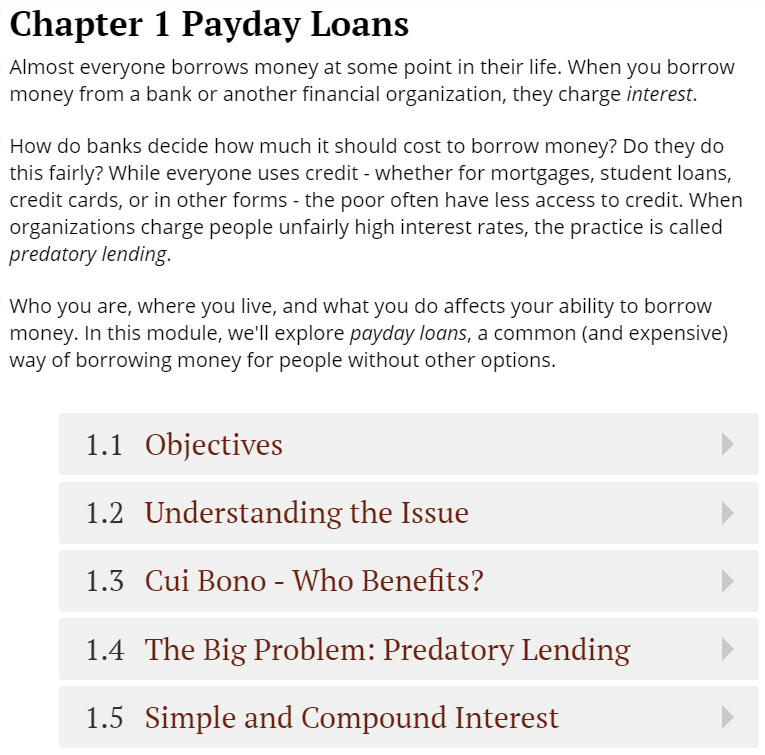 Chapter 1 Payday Loans
Almost everyone borrows money at some point in their life. When you borrow
money from a bank or another financial organization, they charge interest.
How do banks decide how much it should cost to borrow money? Do they do
this fairly? While everyone uses credit - whether for mortgages, student loans,
credit cards, or in other forms - the poor often have less access to credit. When
organizations charge people unfairly high interest rates, the practice is called
predatory lending.
Who you are, where you live, and what you do affects your ability to borrow
money. In this module, we'll explore payday loans, a common (and expensive)
way of borrowing money for people without other options.
1.1 Objectives
1.2 Understanding the Issue
1.3 Cui Bono - Who Benefits?
1.4 The Big Problem: Predatory Lending
1.5 Simple and Compound Interest